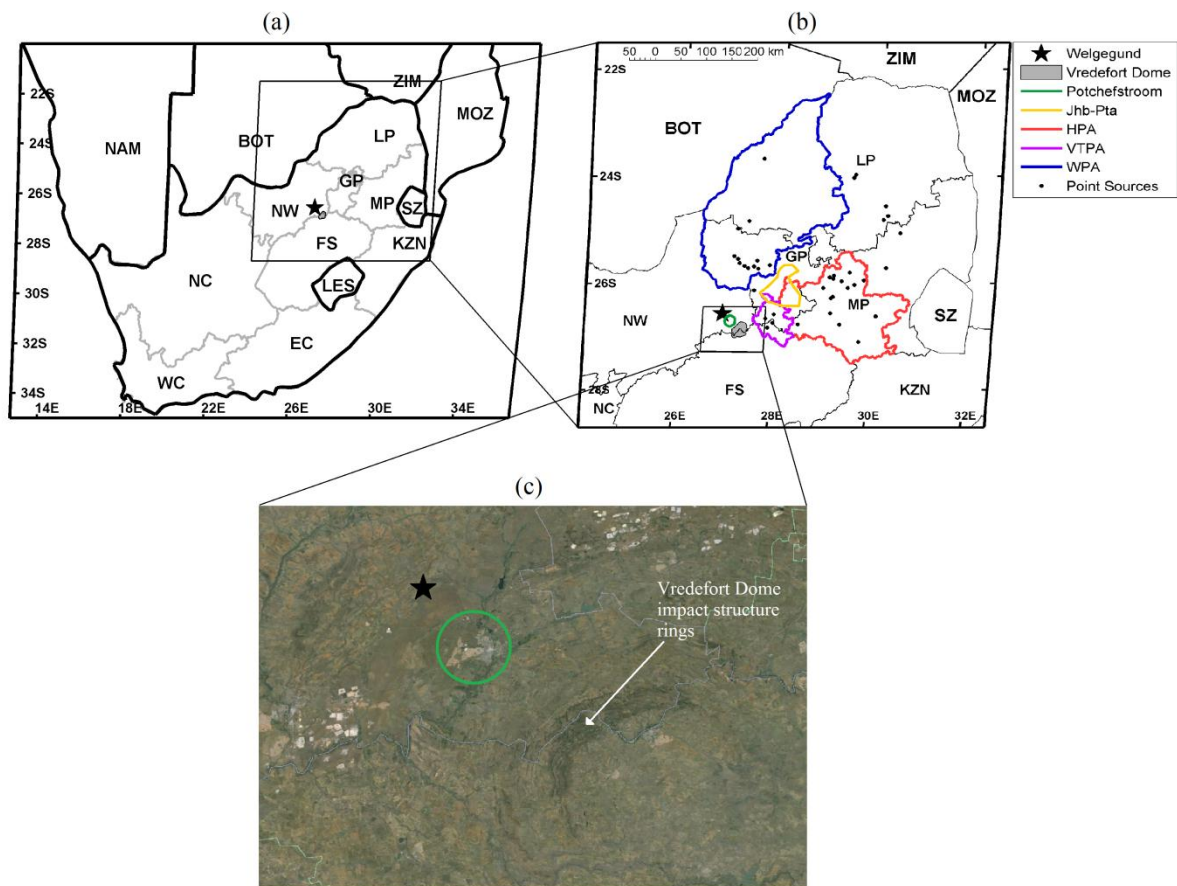 (a)
ZIM
22S
MOZ
LP
24S
BOT
NAM
GP
26S
MP
SZ
NW
28S
FS
KZN
NC
30S
LES
32S
EC
WC
34S
14E 18E 22E 26E 30E 34E
(b)
50 0 50 100 150 200 km
ZIM
22S
MOZ
BOT
LP
24S
GP
26S
MP
NW
SZ
FS
KZN
28S
NC
26E 28E 30E 32E
Welgegund
Vredefort Dome
Potchefstroom
Jhb-Pta
HPA
VTPA
WPA
Point Sources
(c)
Vredefort Dome
impact structure
rings